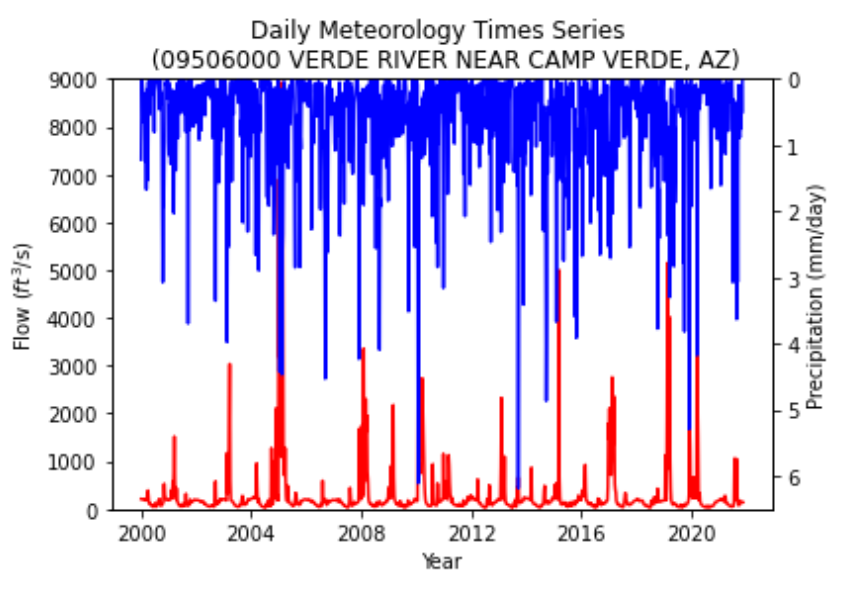 Daily Meteorology Times Series
(09506000 VERDE RIVER NEAR CAMP VERDE, AZ)
9000
8000
7000
6000
5000
4000
3000
2000
1000
0
Flow (ft³/s)
0
1
2
3
4
5
6
Precipitation (mm/day)
2000 2004 2008 2012 2016 2020
Year